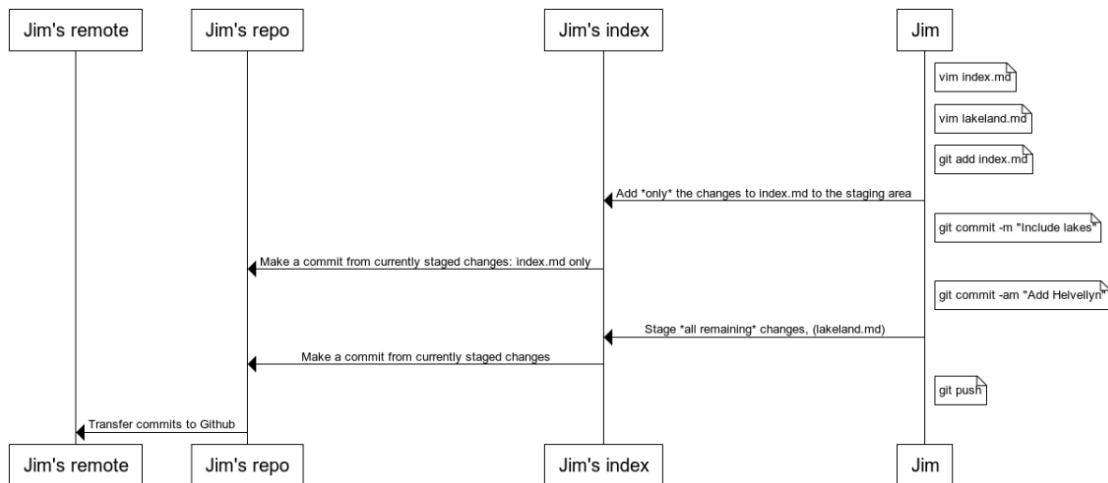 Jim's remote
Jim's repo
Jim's index
Jim
vim index.md
vim lakeland.md
git add index.md
Add *only* the changes to index.md to the staging area
git commit -m "Include lakes"
Make a commit from currently staged changes: index.md only
git commit -am "Add Helvellyn"
Stage *all remaining* changes, (lakeland.md)
Make a commit from currently staged changes
git push
Transfer commits to Github
Jim's remote
Jim's repo
Jim's index
Jim